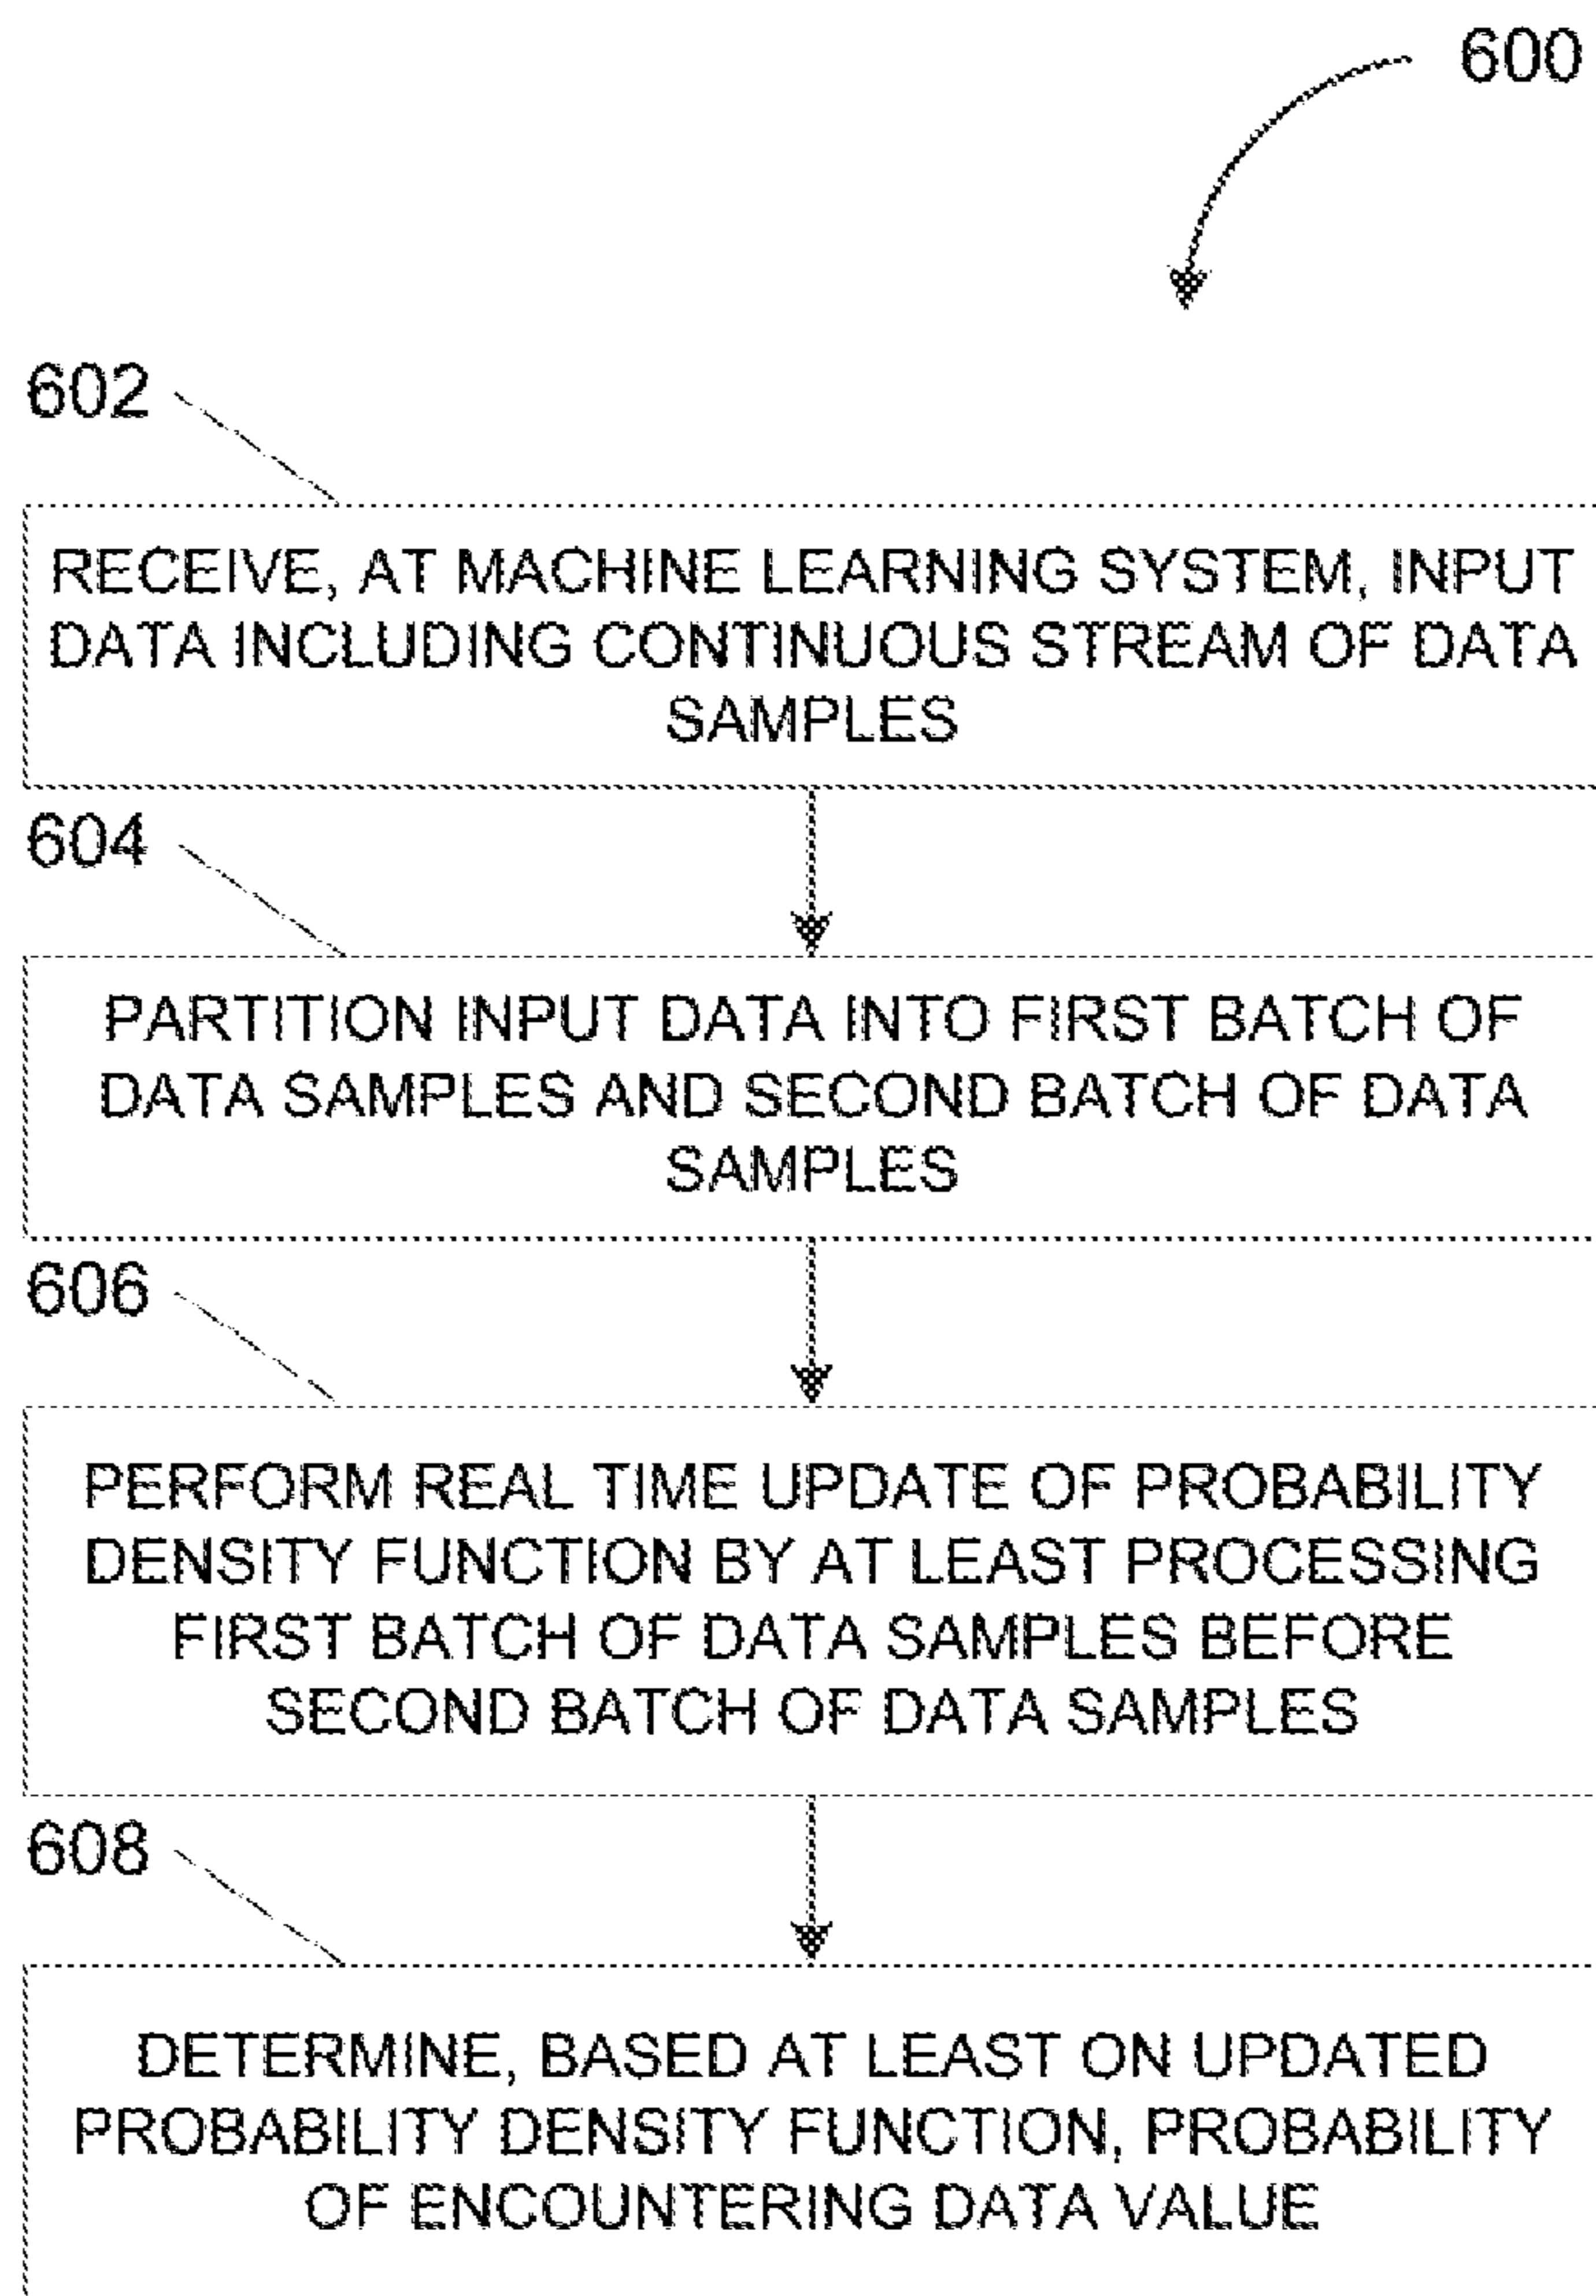 600
602
RECEIVE, AT MACHINE LEARNING SYSTEM, INPUT
DATA INCLUDING CONTINUOUS STREAM OF DATA
SAMPLES
604
PARTITION INPUT DATA INTO FIRST BATCH OF
DATA SAMPLES AND SECOND BATCH OF DATA
SAMPLES
606
PERFORM REAL TIME UPDATE OF PROBABILITY
DENSITY FUNCTION BY AT LEAST PROCESSING
FIRST BATCH OF DATA SAMPLES BEFORE
SECOND BATCH OF DATA SAMPLES
608
DETERMINE, BASED AT LEAST ON UPDATED
PROBABILITY DENSITY FUNCTION, PROBABILITY
OF ENCOUNTERING DATA VALUE